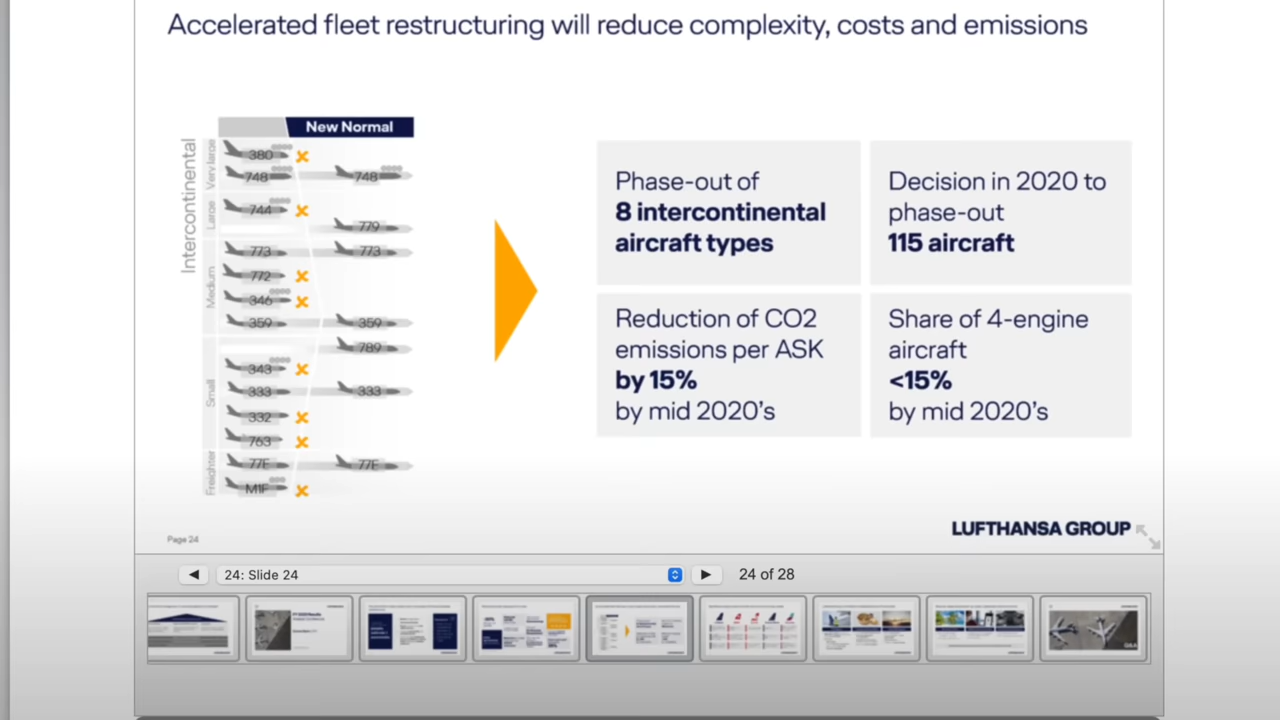 Accelerated fleet restructuring will reduce complexity, costs and emissions
New Normal
Intercontinental
Very large
Large
Medium
Small
Freighter
380
748
748
744
779
773
773
772
346
359
359
789
343
333
333
332
763
77F
77F
M1F
Phase-out of
8 intercontinental
aircraft types
Decision in 2020 to
phase-out
115 aircraft
Reduction of CO2
emissions per ASK
by 15%
by mid 2020's
Share of 4-engine
aircraft
<15%
by mid 2020's
Page 24
LUFTHANSA GROUP
24: Slide 24
24 of 28